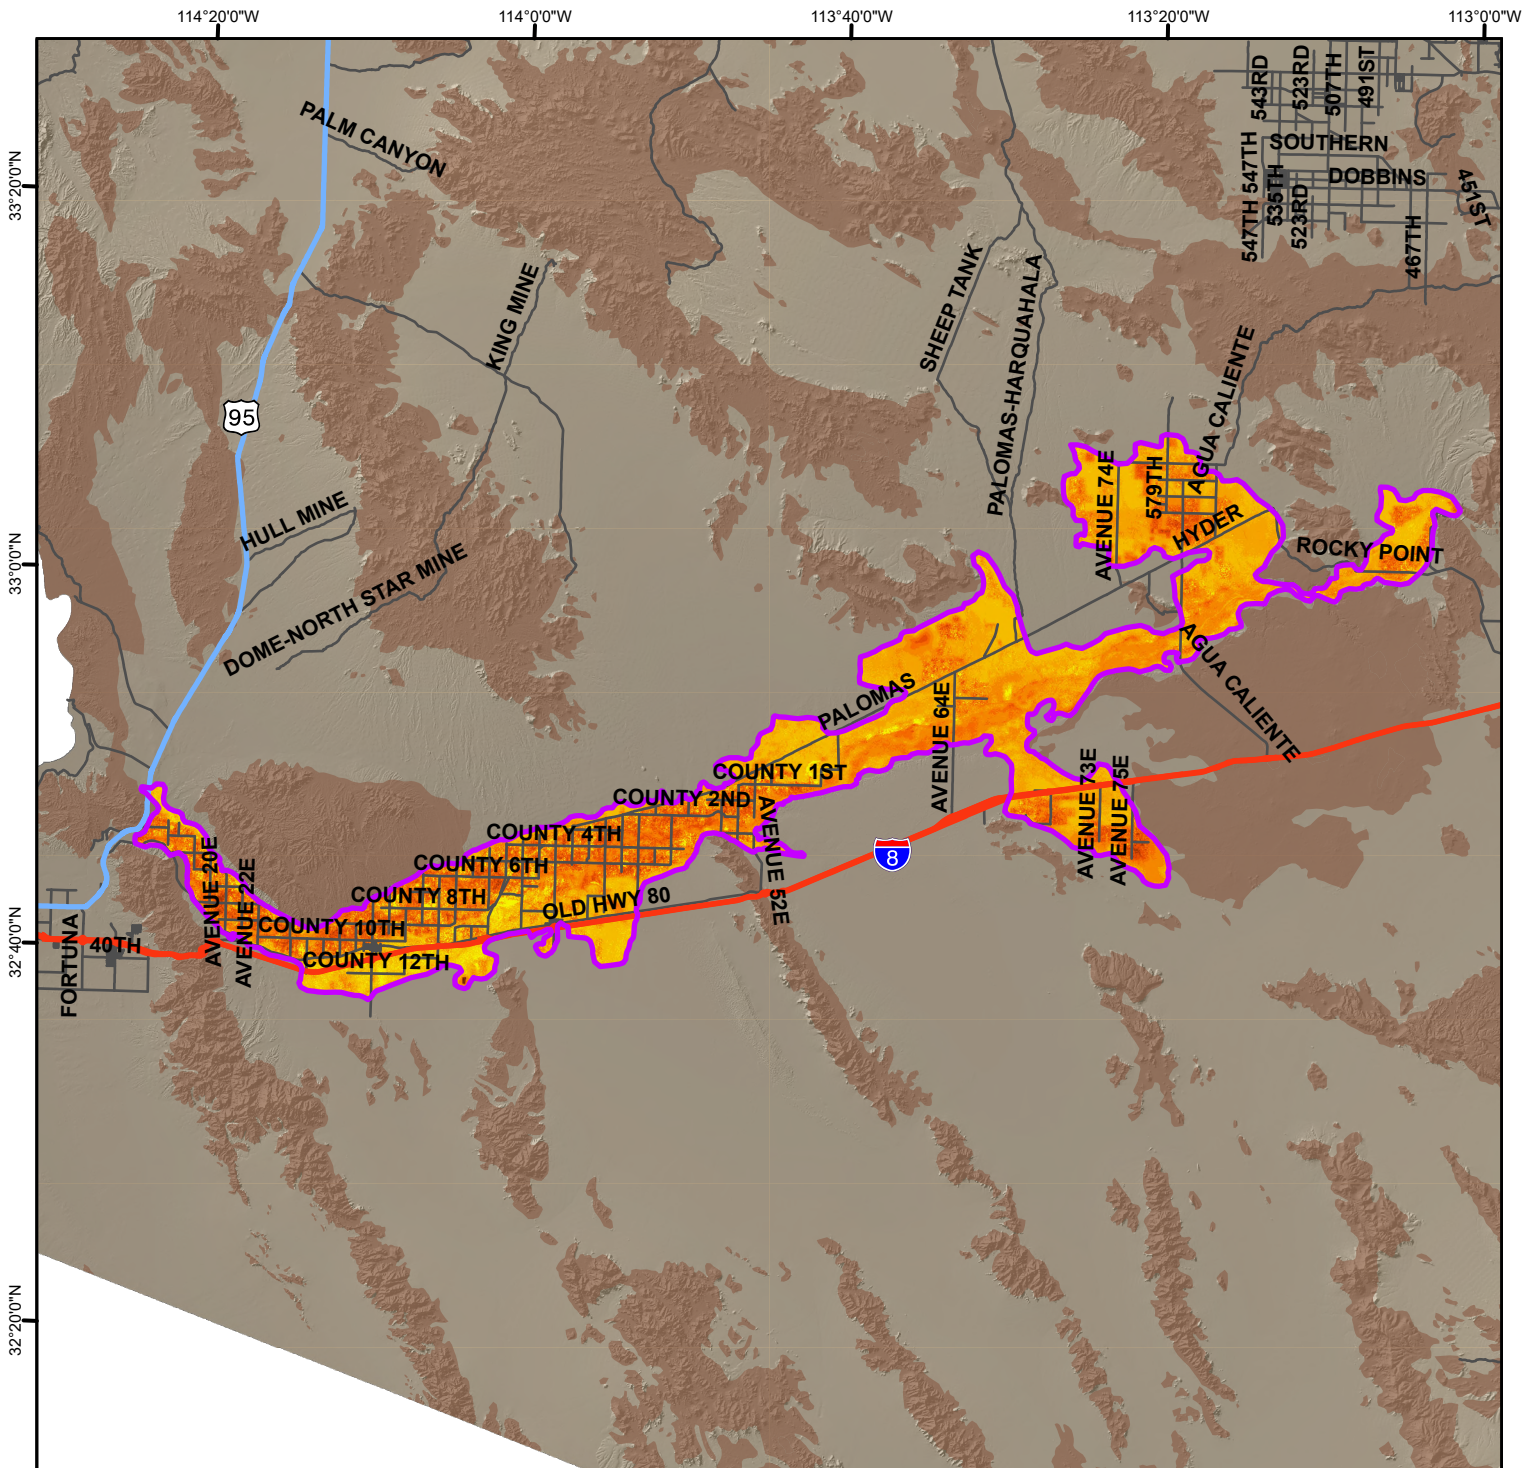 114°20'0"W
114°0'0"W
113°40'0"W
113°20'0"W
113°0'0"W
33°20'0"N
33°0'0"N
32°40'0"N
32°20'0"N
PALM CANYON
543RD
523RD
507TH
491ST
SOUTHERN
DOBBINS
547TH 547TH
535TH
523RD
467TH
451ST
KING MINE
SHEEP TANK
PALOMAS-HARQUAHALA
AGUA CALIENTE
95
HULL MINE
DOME-NORTH STAR MINE
AVENUE 74E
579TH
HYDER
ROCKY POINT
AGUA CALIENTE
PALOMAS
AVENUE 64E
COUNTY 1ST
COUNTY 2ND
COUNTY 4TH
COUNTY 6TH
COUNTY 8TH
COUNTY 10TH
COUNTY 12TH
OLD HWY 80
AVENUE 52E
AVENUE 73E
AVENUE 75E
8
AVENUE 20E
AVENUE 22E
40TH
FORTUNA